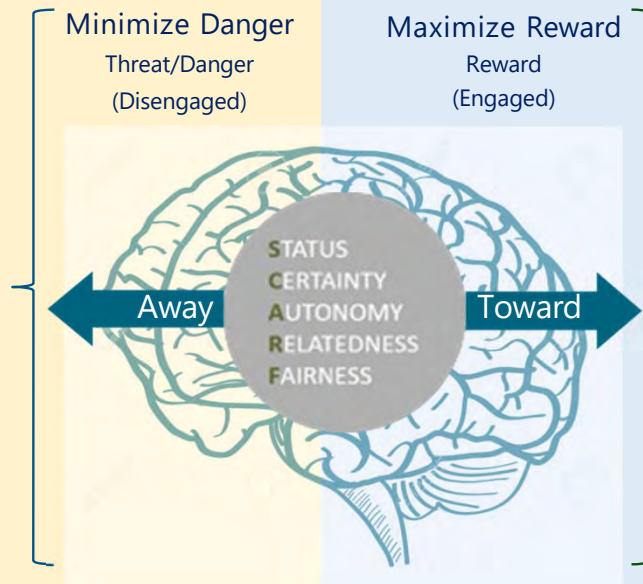 Minimize Danger
Threat/Danger
(Disengaged)
Maximize Reward
Reward
(Engaged)
STATUS
CERTAINTY
AUTONOMY
RELATEDNESS
FAIRNESS
Away
Toward